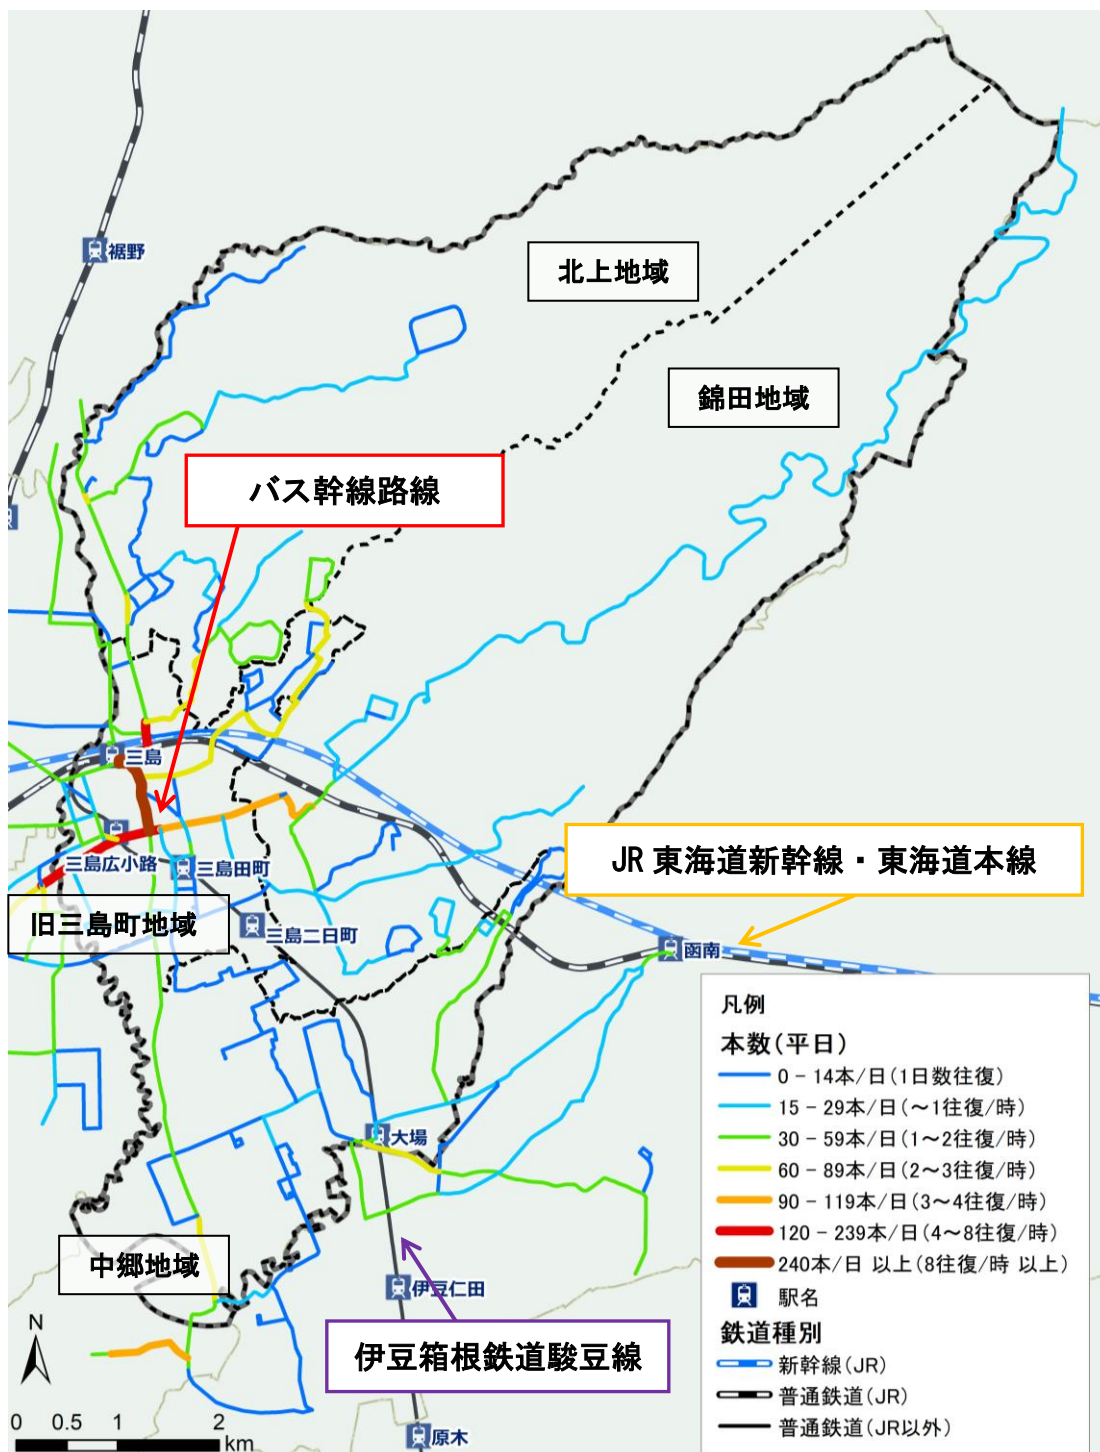 裾野
北上地域
錦田地域
バス幹線路線
三島
三島広小路
三島田町
JR 東海道新幹線・東海道本線
旧三島町地域
三島二日町
函南
大場
中郷地域
伊豆仁田
伊豆箱根鉄道駿豆線
原木
凡例
本数(平日)
0 - 14本/日(1日数往復)
15 - 29本/日(～1往復/時)
30 - 59本/日(1～2往復/時)
60 - 89本/日(2～3往復/時)
90 - 119本/日(3～4往復/時)
120 - 239本/日(4～8往復/時)
240本/日 以上(8往復/時 以上)
駅名
鉄道種別
新幹線(JR)
普通鉄道(JR)
普通鉄道(JR以外)
N
0 0.5 1 2
km